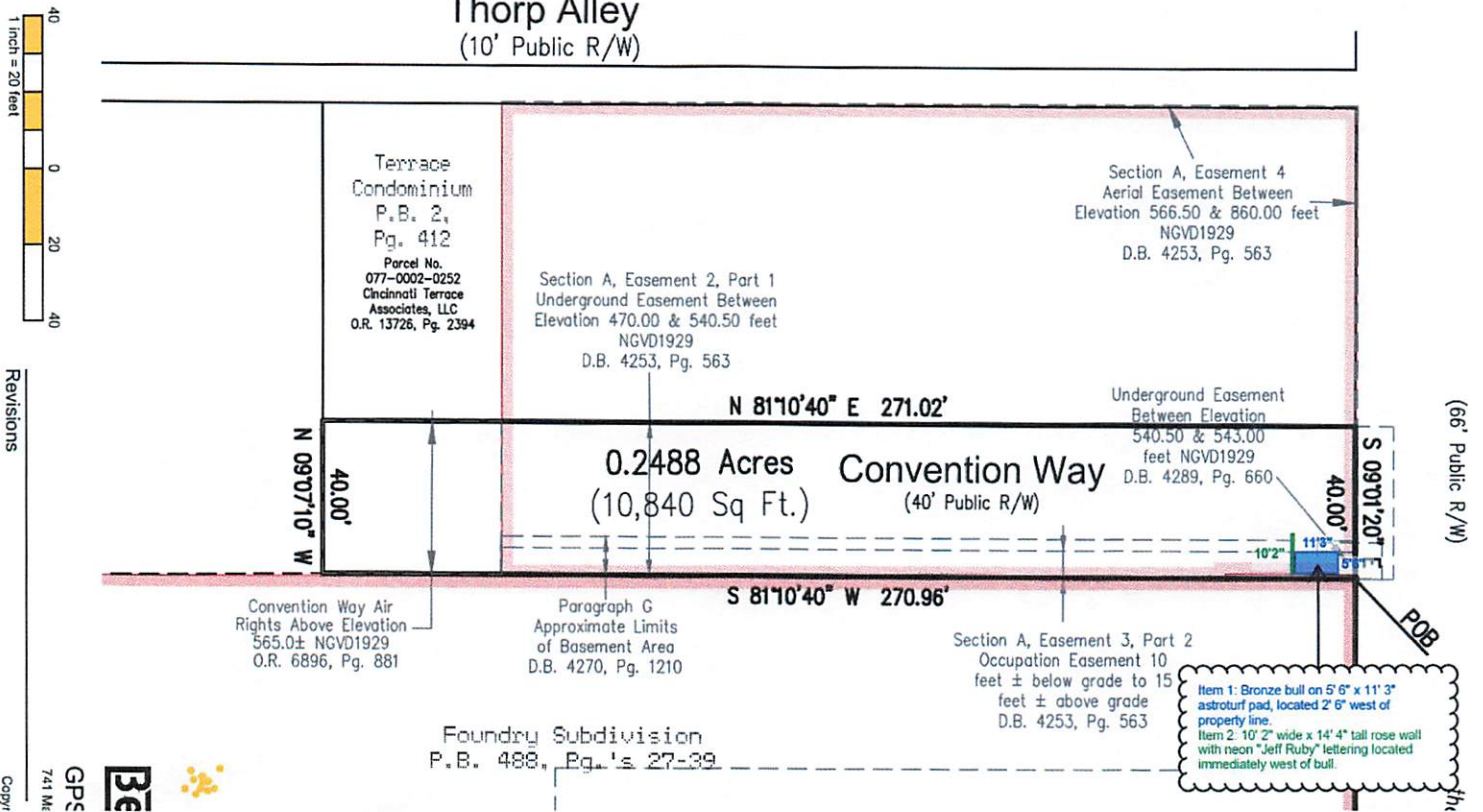 Thorp Alley
(10' Public R/W)
40
0
20
40
1 inch = 20 feet
Terrace
Condominium
P.B. 2,
Pg. 412
Parcel No.
077-0002-0252
Cincinnati Terrace
Associates, LLC
O.R. 13726, Pg. 2394
Section A, Easement 4
Aerial Easement Between
Elevation 566.50 & 860.00 feet
NGVD1929
D.B. 4253, Pg. 563
Section A, Easement 2, Part 1
Underground Easement Between
Elevation 470.00 & 540.50 feet
NGVD1929
D.B. 4253, Pg. 563
Underground Easement
Between Elevation
540.50 & 543.00
feet NGVD1929
D.B. 4289, Pg. 660
(66' Public R/W)
N 81°10'40" E 271.02'
N 09°07'10" W
40.00'
0.2488 Acres
(10,840 Sq Ft.)
Convention Way
(40' Public R/W)
40.00'
S 09°01'20" E
10'2"
11'3"
5'6"
S 81°10'40" W 270.96'
POB
Convention Way Air
Rights Above Elevation
565.0± NGVD1929
O.R. 6896, Pg. 881
Paragraph G
Approximate Limits
of Basement Area
D.B. 4270, Pg. 1210
Section A, Easement 3, Part 2
Occupation Easement 10
feet ± below grade to 15
feet ± above grade
D.B. 4253, Pg. 563
Item 1: Bronze bull on 5' 6" x 11' 3"
astroturf pad, located 2' 6" west of
property line.
Item 2: 10' 2" wide x 14' 4" tall rose wall
with neon "Jeff Ruby" lettering located
immediately west of bull.
Foundry Subdivision
P.B. 488, Pg.'s 27-39
Revisions
GPS
741